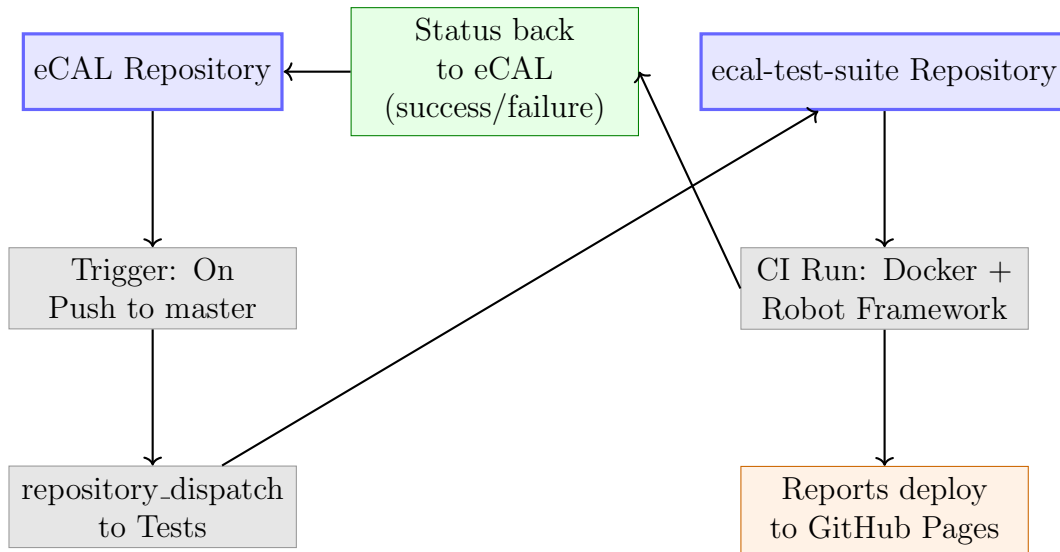 eCAL Repository
Status back
to eCAL
(success/failure)
ecal-test-suite Repository
Trigger: On
Push to master
CI Run: Docker +
Robot Framework
repository_dispatch
to Tests
Reports deploy
to GitHub Pages